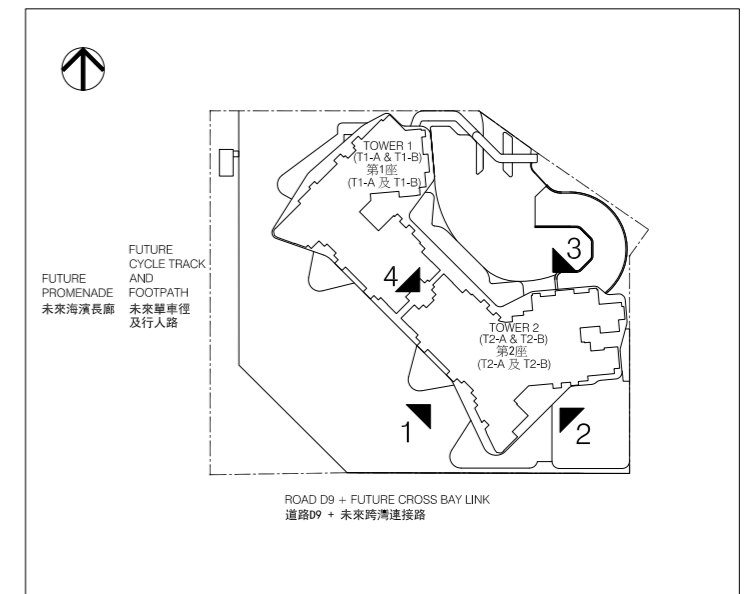 TOWER 1
(T1-A & T1-B)
第1座
(T1-A 及 T1-B)
3
FUTURE
PROMENADE
未來海濱長廊
FUTURE
CYCLE TRACK
AND
FOOTPATH
未來單車徑
及行人路
4
TOWER 2
(T2-A & T2-B)
第2座
(T2-A 及 T2-B)
1
2
ROAD D9 + FUTURE CROSS BAY LINK
道路D9 + 未來跨灣連接路